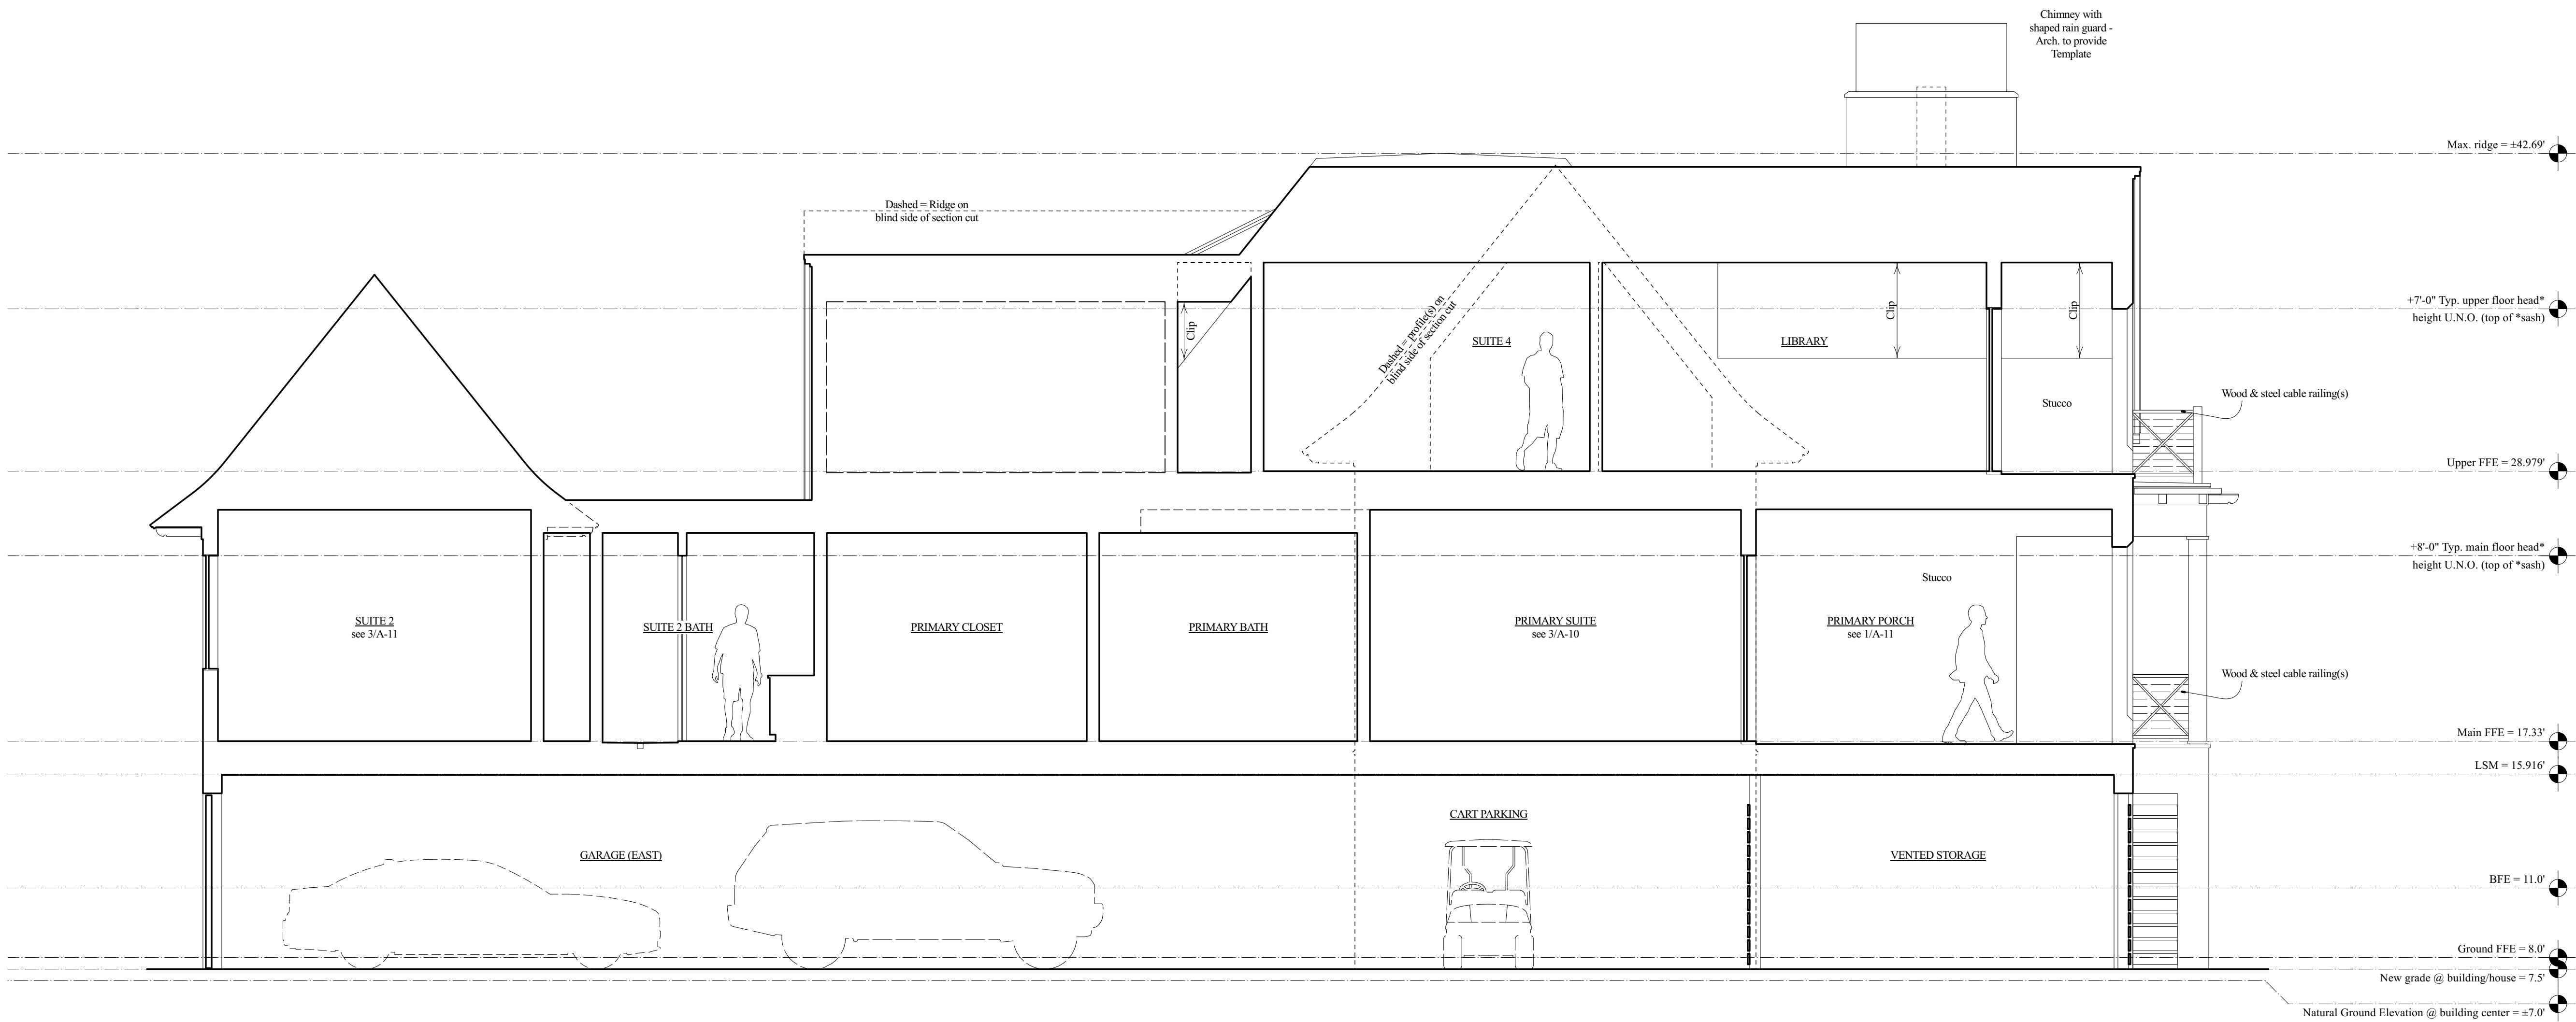 Chimney with
shaped rain guard -
Arch. to provide
Template
Max. ridge = ±42.69'
Dashed = Ridge on
blind side of section cut
Clip
Dashed = profile(s) on
blind side of section cut
SUITE 4
LIBRARY
Clip
Clip
+7'-0" Typ. upper floor head*
height U.N.O. (top of *sash)
Stucco
Wood & steel cable railing(s)
Upper FFE = 28.979'
+8'-0" Typ. main floor head*
height U.N.O. (top of *sash)
Stucco
SUITE 2
see 3/A-11
SUITE 2 BATH
PRIMARY CLOSET
PRIMARY BATH
PRIMARY SUITE
see 3/A-10
PRIMARY PORCH
see 1/A-11
Wood & steel cable railing(s)
Main FFE = 17.33'
LSM = 15.916'
CART PARKING
GARAGE (EAST)
VENTED STORAGE
BFE = 11.0'
Ground FFE = 8.0'
New grade @ building/house = 7.5'
Natural Ground Elevation @ building center = ±7.0'